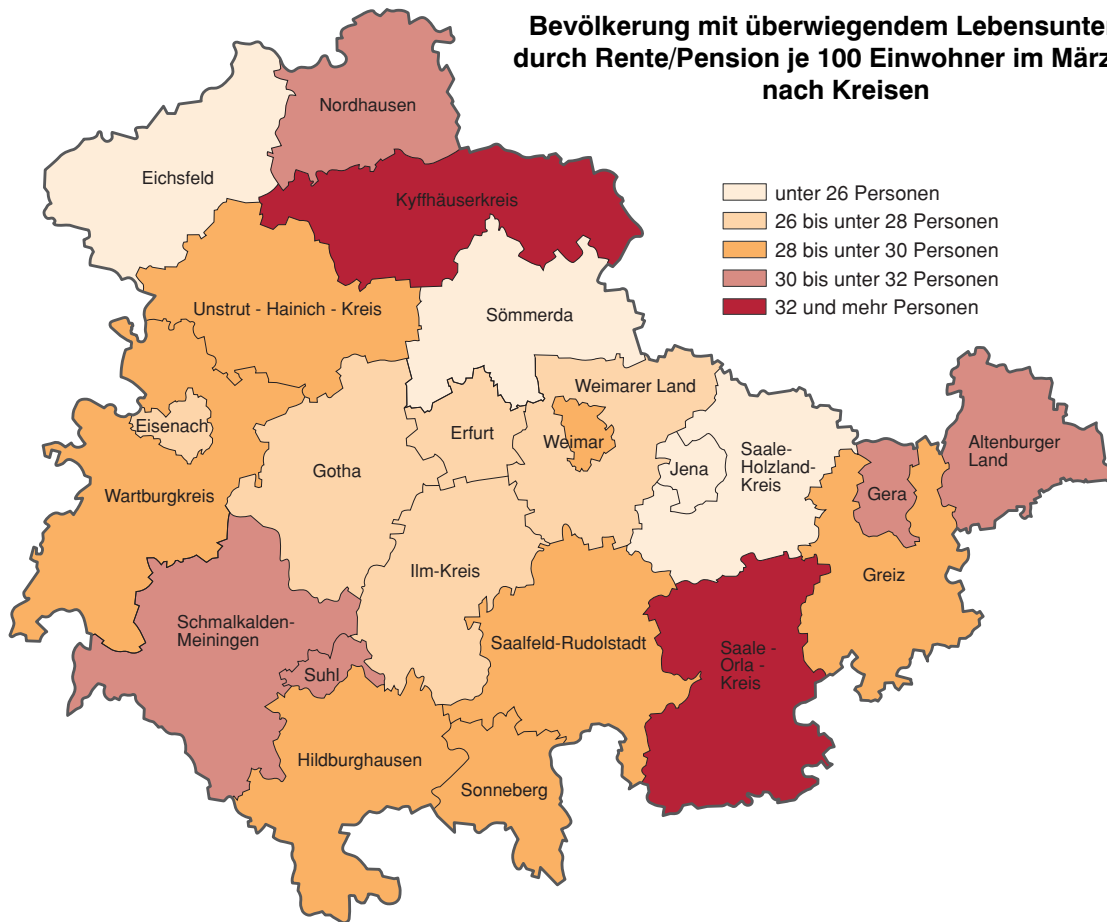 Bevölkerung mit überwiegendem
durch Rente/Pension je 100 Einwohner im März
nach Kreisen
Nordhausen
Eichsfeld
Kyffhäuserkreis
unter 26 Personen
26 bis unter 28 Personen
28 bis unter 30 Personen
30 bis unter 32 Personen
32 und mehr Personen
Unstrut - Hainich - Kreis
Sömmerda
Weimarer Land
Eisenach
Erfurt
Weimar
Gotha
Jena
Saale-
Holzland-
Kreis
Altenburger
Land
Wartburgkreis
Gera
Ilm-Kreis
Greiz
Schmalkalden-
Meiningen
Saalfeld-Rudolstadt
Saale -
Orla -
Kreis
Suhl
Hildburghausen
Sonneberg